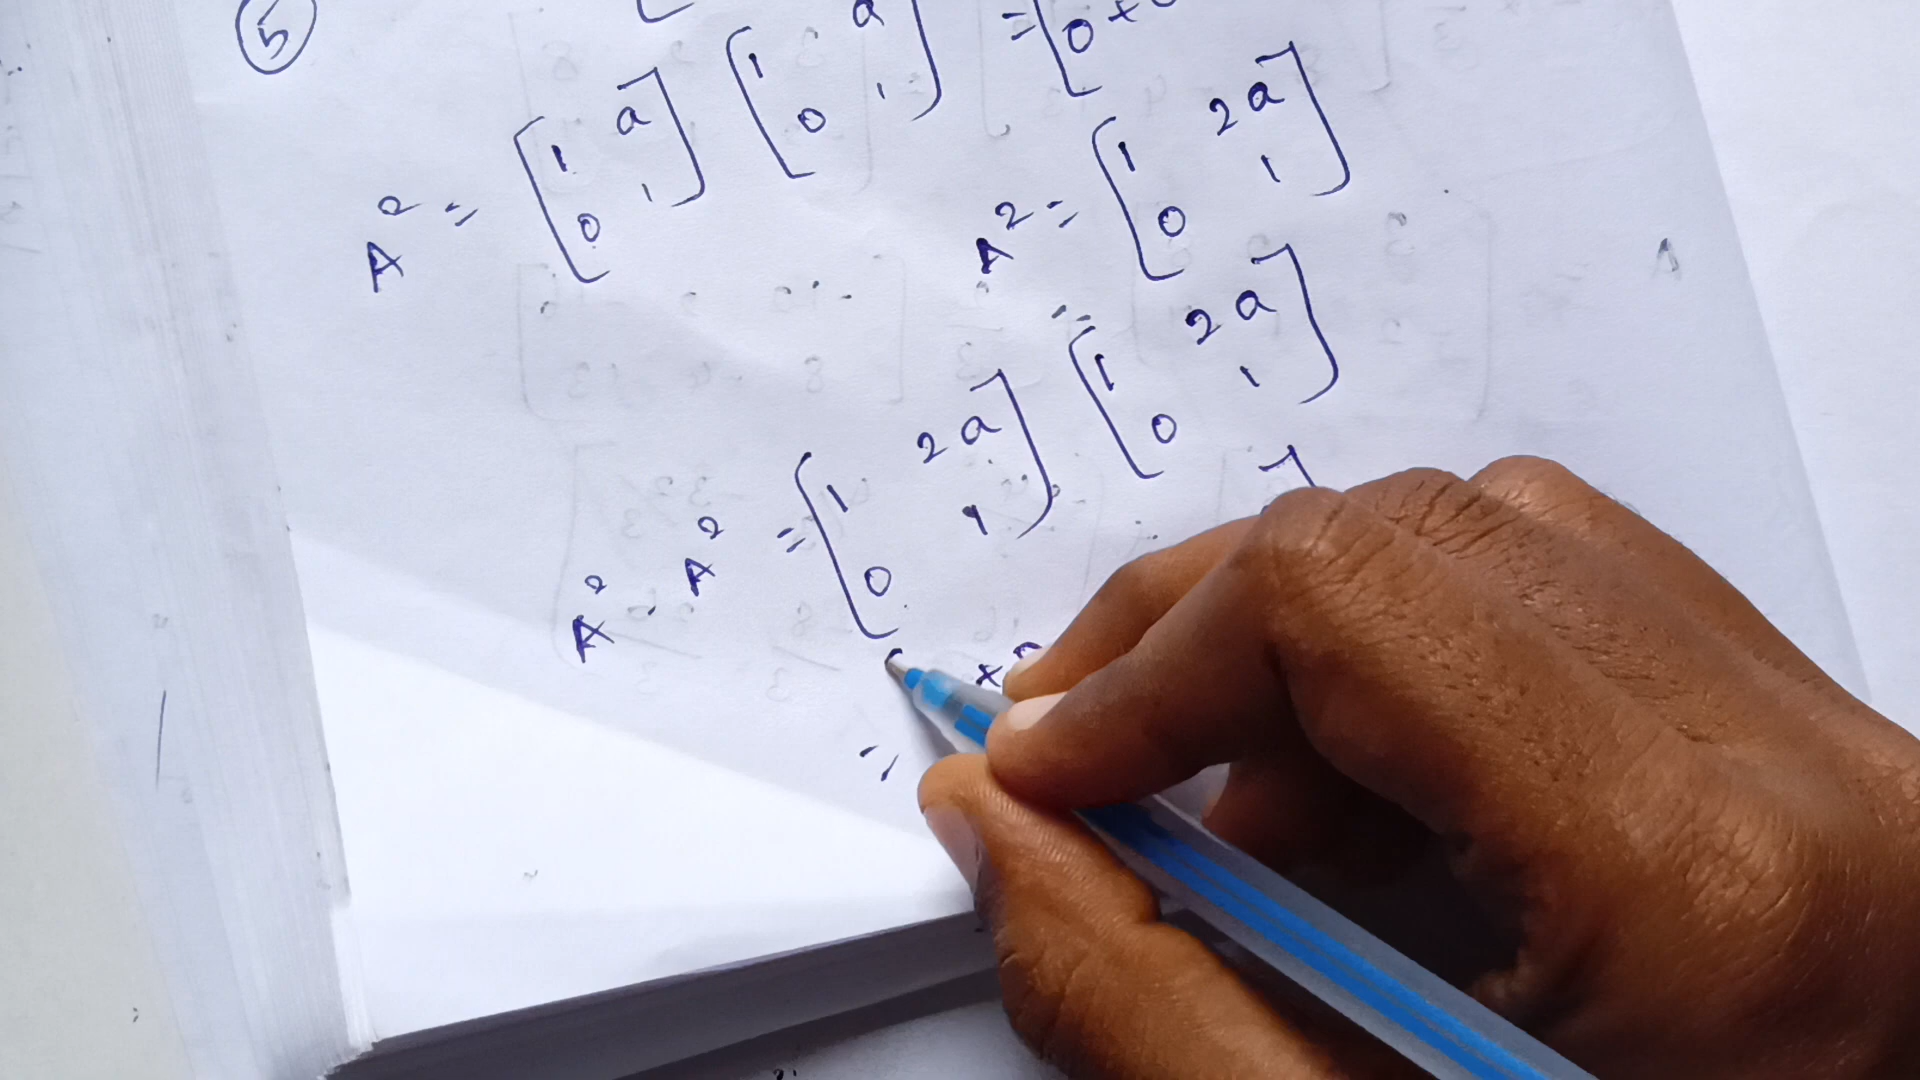 5
A² = [1 a 0 1] [1 a 0 1] = [0 +
A² = [1 2a 0 1]
A² . A² = [1 2a 0 1] [1 2a 0 1]
=